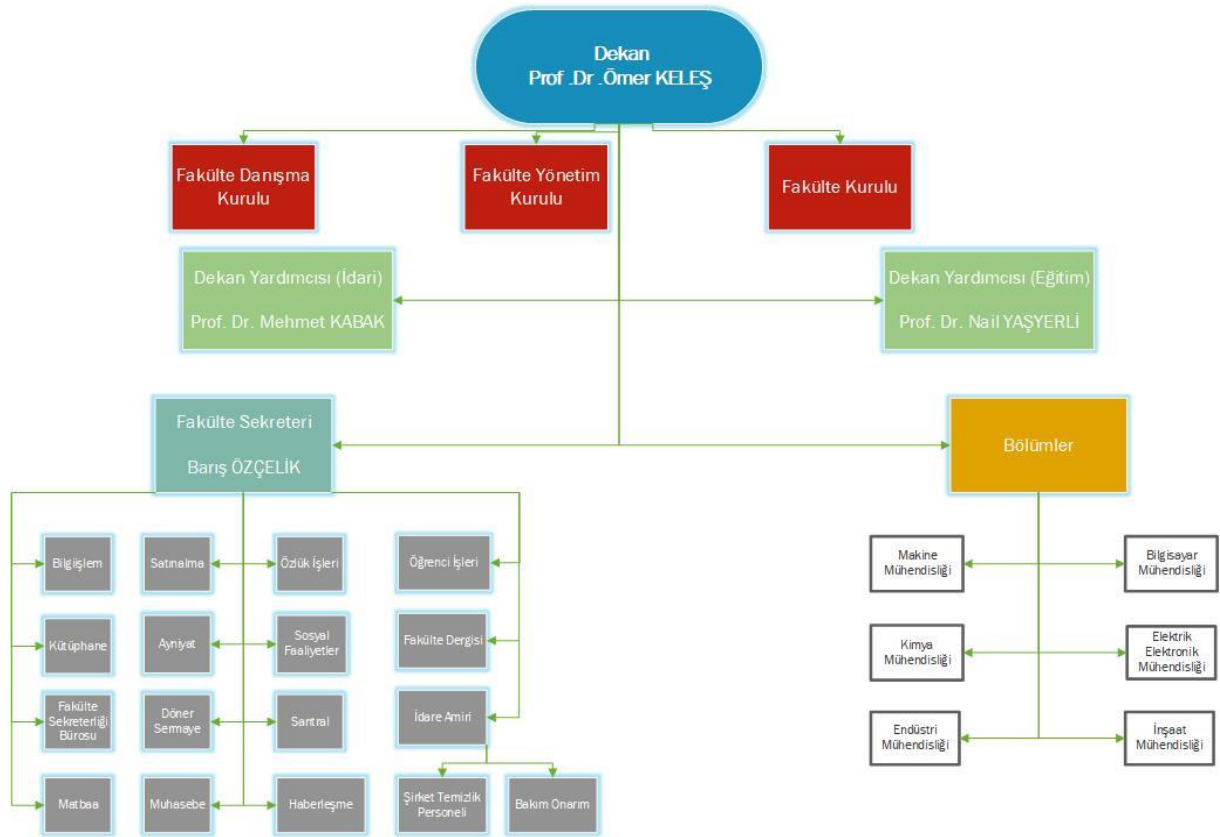 Dekan
Prof .Dr .Ömer KELEŞ
Fakülte Danışma
Kurulu
Fakülte Yönetim
Kurulu
Fakülte Kurulu
Dekan Yardımcısı (İdari)
Prof. Dr. Mehmet KABAK
Dekan Yardımcısı (Eğitim)
Prof. Dr. Nail YAŞYERLİ
Fakülte Sekreteri
Barış ÖZÇELİK
Bölümler
Bilgiişlem
Satınalma
Özlük İşleri
Öğrenci İşleri
Kütüphane
Ayniyat
Sosyal
Faaliyetler
Fakülte Dergisi
Fakülte
Sekreterliği
Bürosu
Döner
Sermaye
Santral
İdare Amiri
Matbaa
Muhasebe
Haberleşme
Şirket Temizlik
Personeli
Bakım Onarım
Makine
Mühendisliği
Bilgisayar
Mühendisliği
Kimya
Mühendisliği
Elektrik
Elektronik
Mühendisliği
Endüstri
Mühendisliği
İnşaat
Mühendisliği